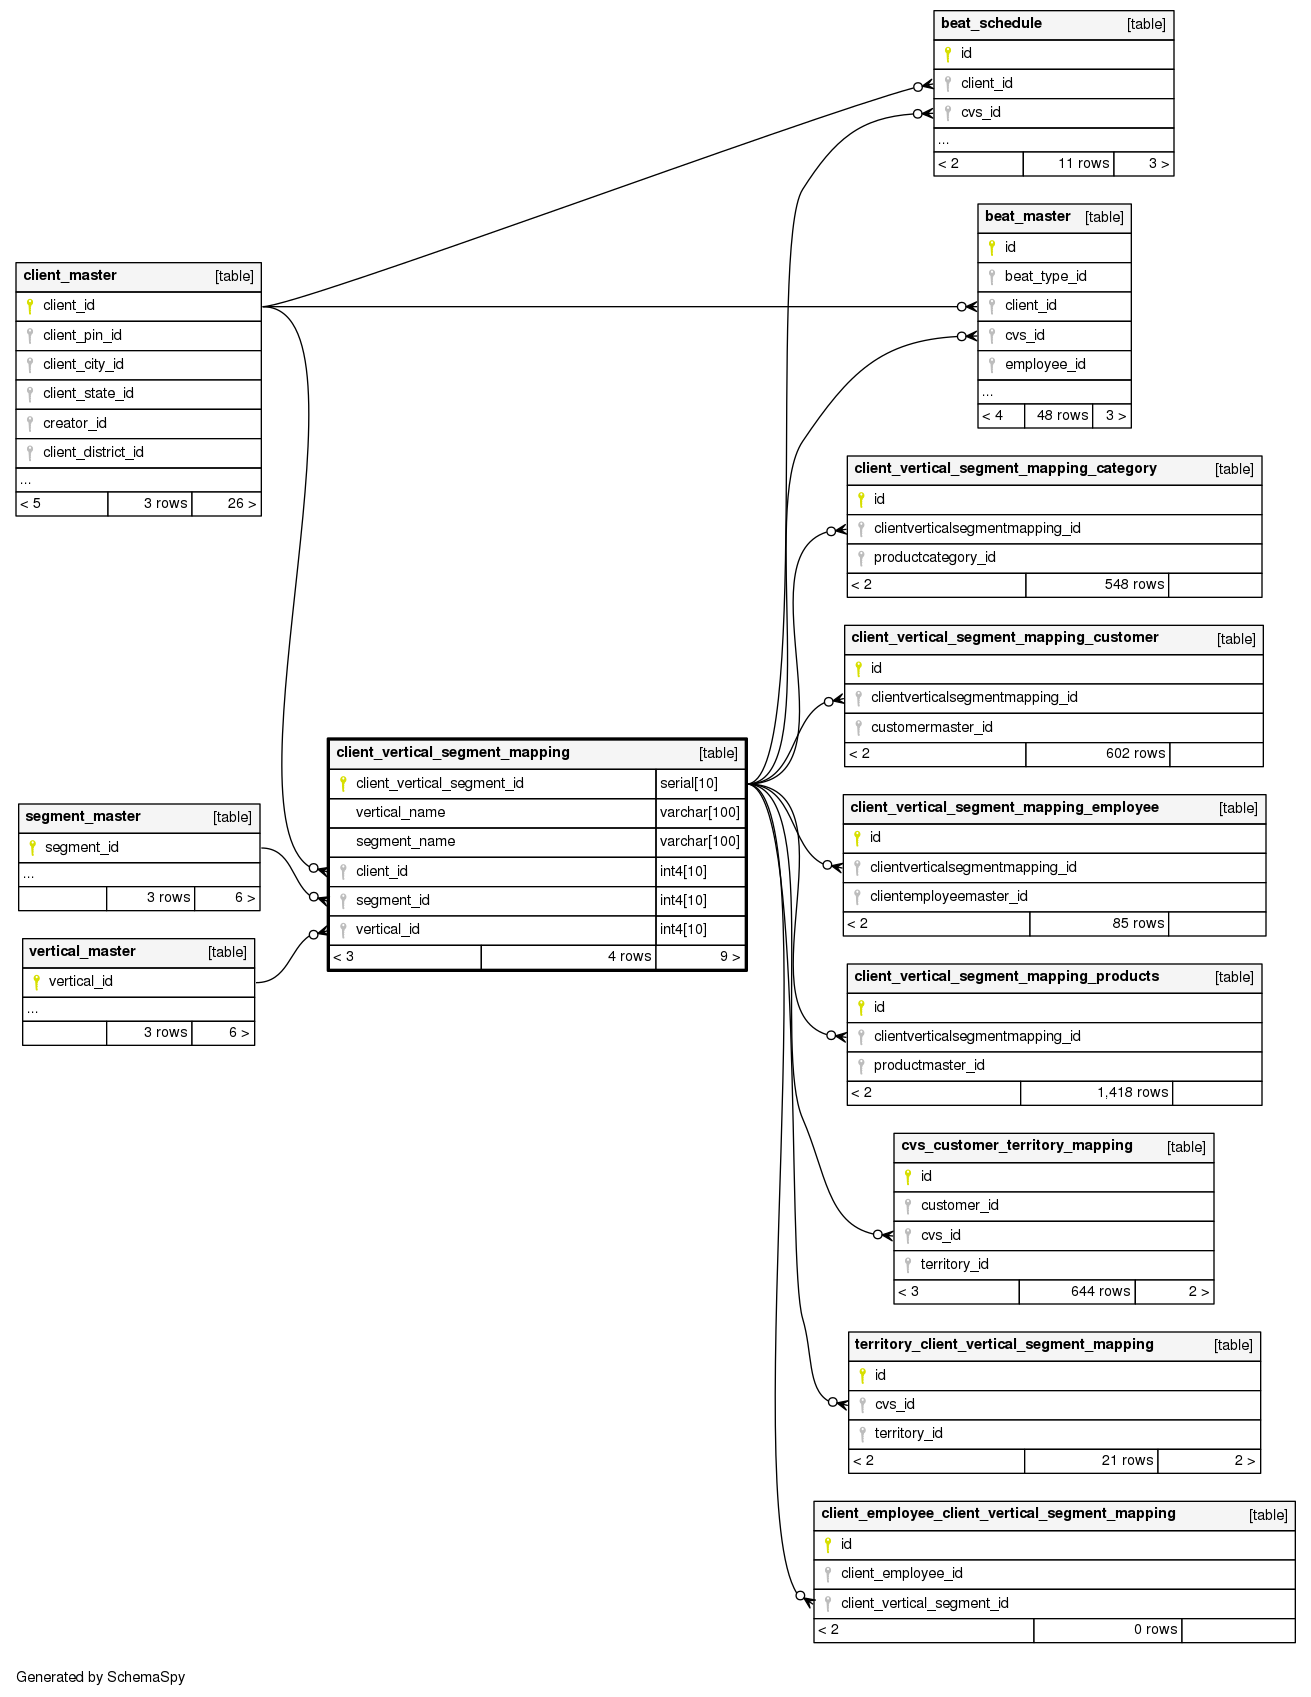 beat_schedule [table]
id
client_id
cvs_id
...
< 2 11 rows 3 >
beat_master [table]
id
beat_type_id
client_id
cvs_id
employee_id
...
< 4 48 rows 3 >
client_master [table]
client_id
client_pin_id
client_city_id
client_state_id
creator_id
client_district_id
...
< 5 3 rows 26 >
client_vertical_segment_mapping_category [table]
id
clientverticalsegmentmapping_id
productcategory_id
< 2 548 rows
client_vertical_segment_mapping_customer [table]
id
clientverticalsegmentmapping_id
customermaster_id
< 2 602 rows
client_vertical_segment_mapping [table]
client_vertical_segment_id serial[10]
vertical_name varchar[100]
segment_name varchar[100]
client_id int4[10]
segment_id int4[10]
vertical_id int4[10]
< 3 4 rows 9 >
segment_master [table]
segment_id
...
3 rows 6 >
vertical_master [table]
vertical_id
...
3 rows 6 >
client_vertical_segment_mapping_employee [table]
id
clientverticalsegmentmapping_id
clientemployeemaster_id
< 2 85 rows
client_vertical_segment_mapping_products [table]
id
clientverticalsegmentmapping_id
productmaster_id
< 2 1,418 rows
cvs_customer_territory_mapping [table]
id
customer_id
cvs_id
territory_id
< 3 644 rows 2 >
territory_client_vertical_segment_mapping [table]
id
cvs_id
territory_id
< 2 21 rows 2 >
client_employee_client_vertical_segment_mapping [table]
id
client_employee_id
client_vertical_segment_id
< 2 0 rows
Generated by SchemaSpy